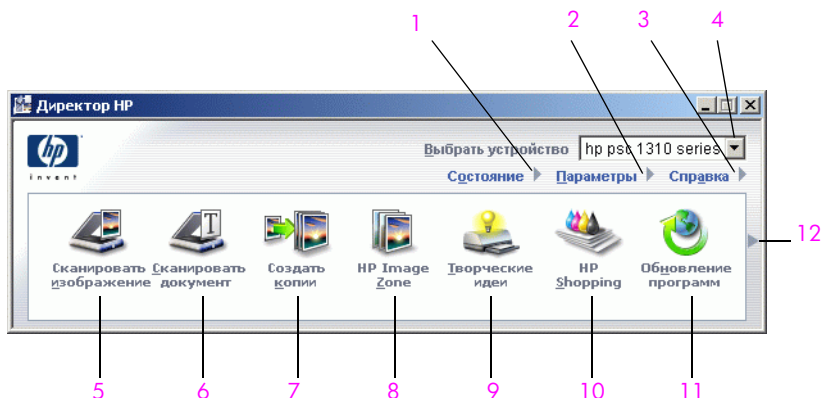 1 2 3 4
Директор HP
hp
invent
Выбрать устройство hp psc 1310 series
Состояние Параметры Справка
12
T
Сканировать изображение
Сканировать документ
Создать копии
HP Image Zone
Творческие идеи
HP Shopping
Обновление программ
5 6 7 8 9 10 11